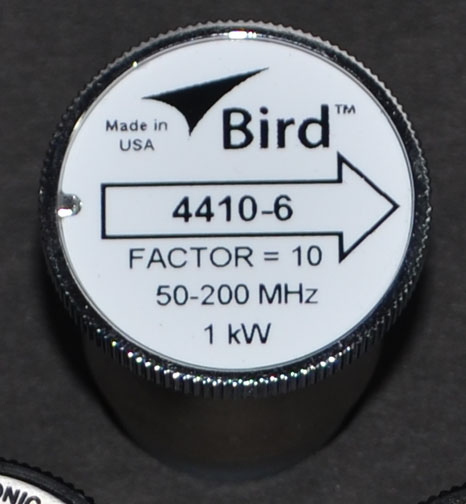 Made in
USA
Bird™
4410-6
FACTOR = 10
50-200 MHz
1 kW